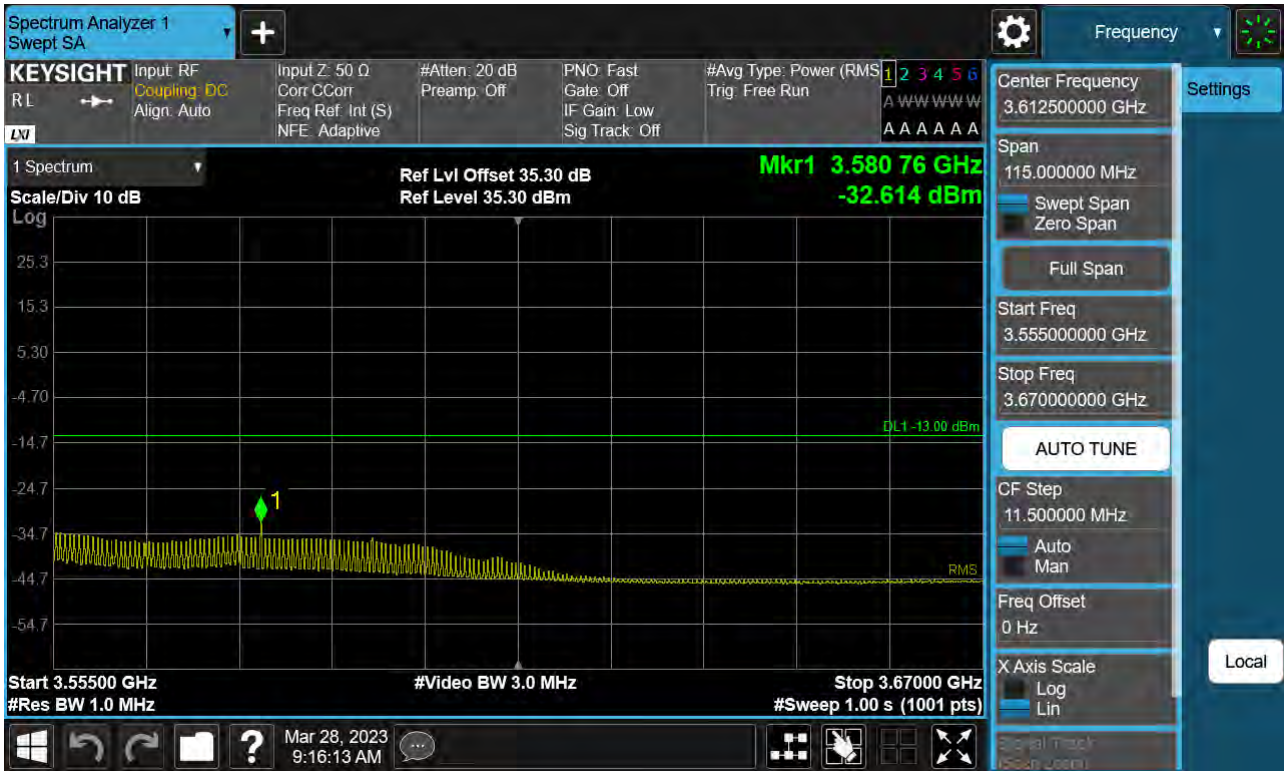 Spectrum Analyzer 1
Swept SA
+
Frequency
KEYSIGHT
RL
LXI
Input: RF
Coupling: DC
Align: Auto
Input Z: 50 Ω
Corr CCorr
Freq Ref: Int (S)
NFE: Adaptive
#Atten: 20 dB
Preamp: Off
PNO: Fast
Gate: Off
IF Gain: Low
Sig Track: Off
#Avg Type: Power (RMS
Trig: Free Run
1 2 3 4 5 6
A W W W W W
A A A A A A
1 Spectrum
Scale/Div 10 dB
Log
Ref Lvl Offset 35.30 dB
Ref Level 35.30 dBm
Mkr1 3.580 76 GHz
-32.614 dBm
25.3
15.3
5.30
-4.70
-14.7
-24.7
-34.7
-44.7
-54.7
DL1 -13.00 dBm
1
RMS
Start 3.55500 GHz
#Res BW 1.0 MHz
#Video BW 3.0 MHz
Stop 3.67000 GHz
#Sweep 1.00 s (1001 pts)
Center Frequency
3.612500000 GHz
Span
115.000000 MHz
Swept Span
Zero Span
Full Span
Start Freq
3.555000000 GHz
Stop Freq
3.670000000 GHz
AUTO TUNE
CF Step
11.500000 MHz
Auto
Man
Freq Offset
0 Hz
X Axis Scale
Log
Lin
Signal Track
(Span Zoom)
Settings
Local
?
Mar 28, 2023
9:16:13 AM